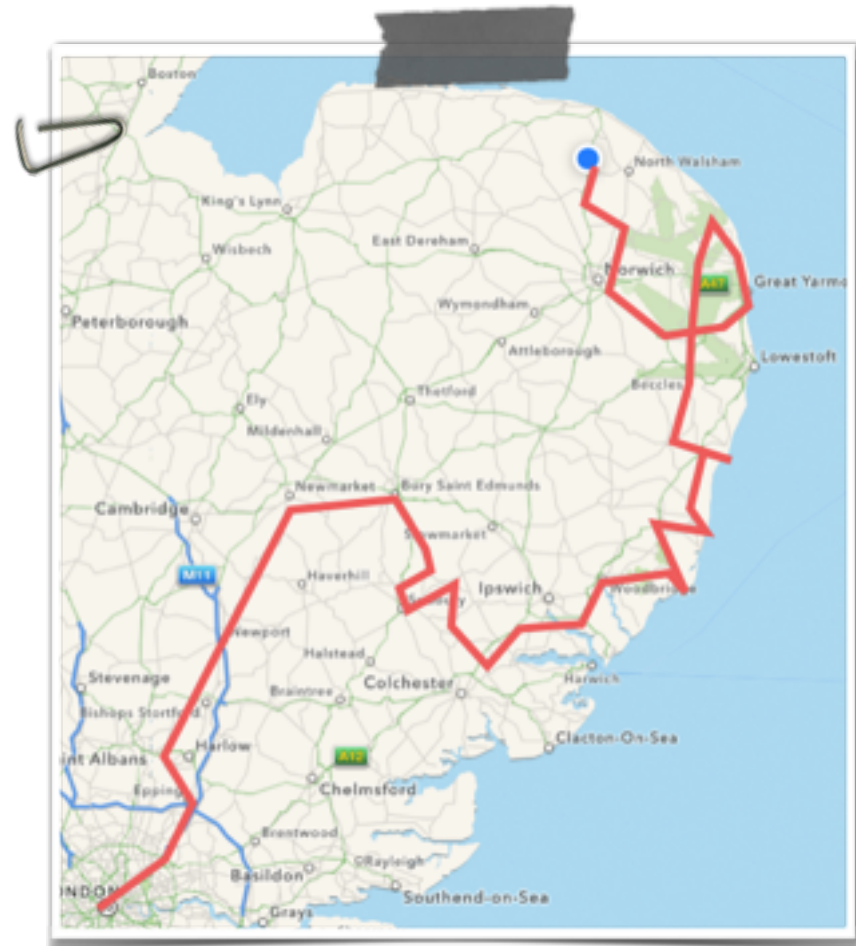 Boston
North Walsham
King's Lynn
East Dereham
Wisbech
Norwich
A47
Great Yarmo
Wymondham
Peterborough
Attleborough
Lowestoft
Beccles
Thetford
Ely
Mildenhall
Newmarket
Bury Saint Edmunds
Cambridge
Stowmarket
M11
Haverhill
Ipswich
Woodbridge
Newport
Halstead
Stevenage
Braintree
Colchester
Harwich
Bishops Stortford
Clacton-On-Sea
int Albans
Harlow
A12
Epping
Chelmsford
Brentwood
Rayleigh
Basildon
ONDON
Southend-on-Sea
Grays